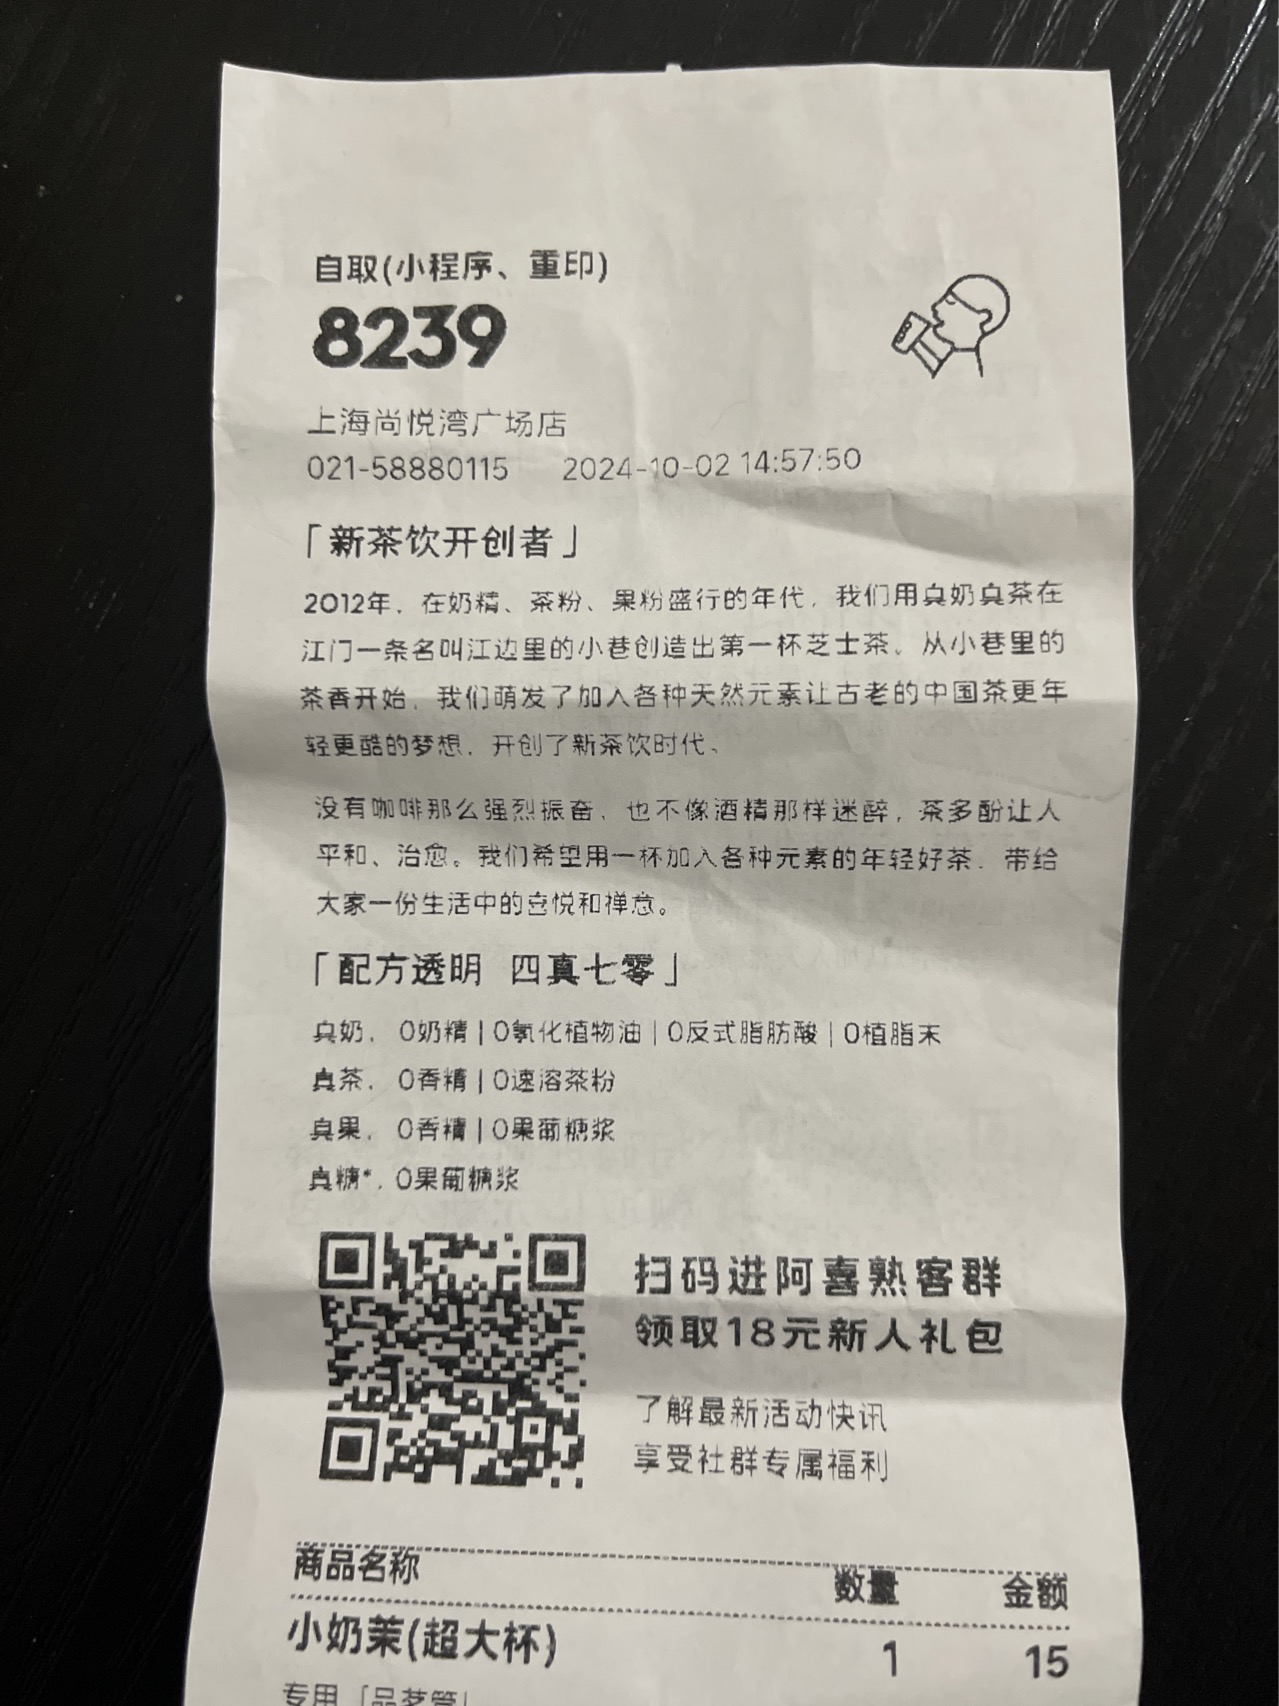 自取(小程序、重印)
8239
上海尚悦湾广场店
021-58880115 2024-10-02 14:57:50
「新茶饮开创者」
2012年，在奶精、茶粉、果粉盛行的年代，我们用真奶真茶在
江门一条名叫江边里的小巷创造出第一杯芝士茶。从小巷里的
茶香开始，我们萌发了加入各种天然元素让古老的中国茶更年
轻更酷的梦想，开创了新茶饮时代。
没有咖啡那么强烈振奋，也不像酒精那样迷醉，茶多酚让人
平和、治愈。我们希望用一杯加入各种元素的年轻好茶，带给
大家一份生活中的喜悦和禅意。
「配方透明 四真七零」
真奶，0奶精|0氢化植物油|0反式脂肪酸|0植脂末
真茶，0香精|0速溶茶粉
真果，0香精|0果葡糖浆
真糖*，0果葡糖浆
扫码进阿喜熟客群
领取18元新人礼包
了解最新活动快讯
享受社群专属福利
商品名称 数量 金额
小奶茉(超大杯) 1 15
专用「品茗管」